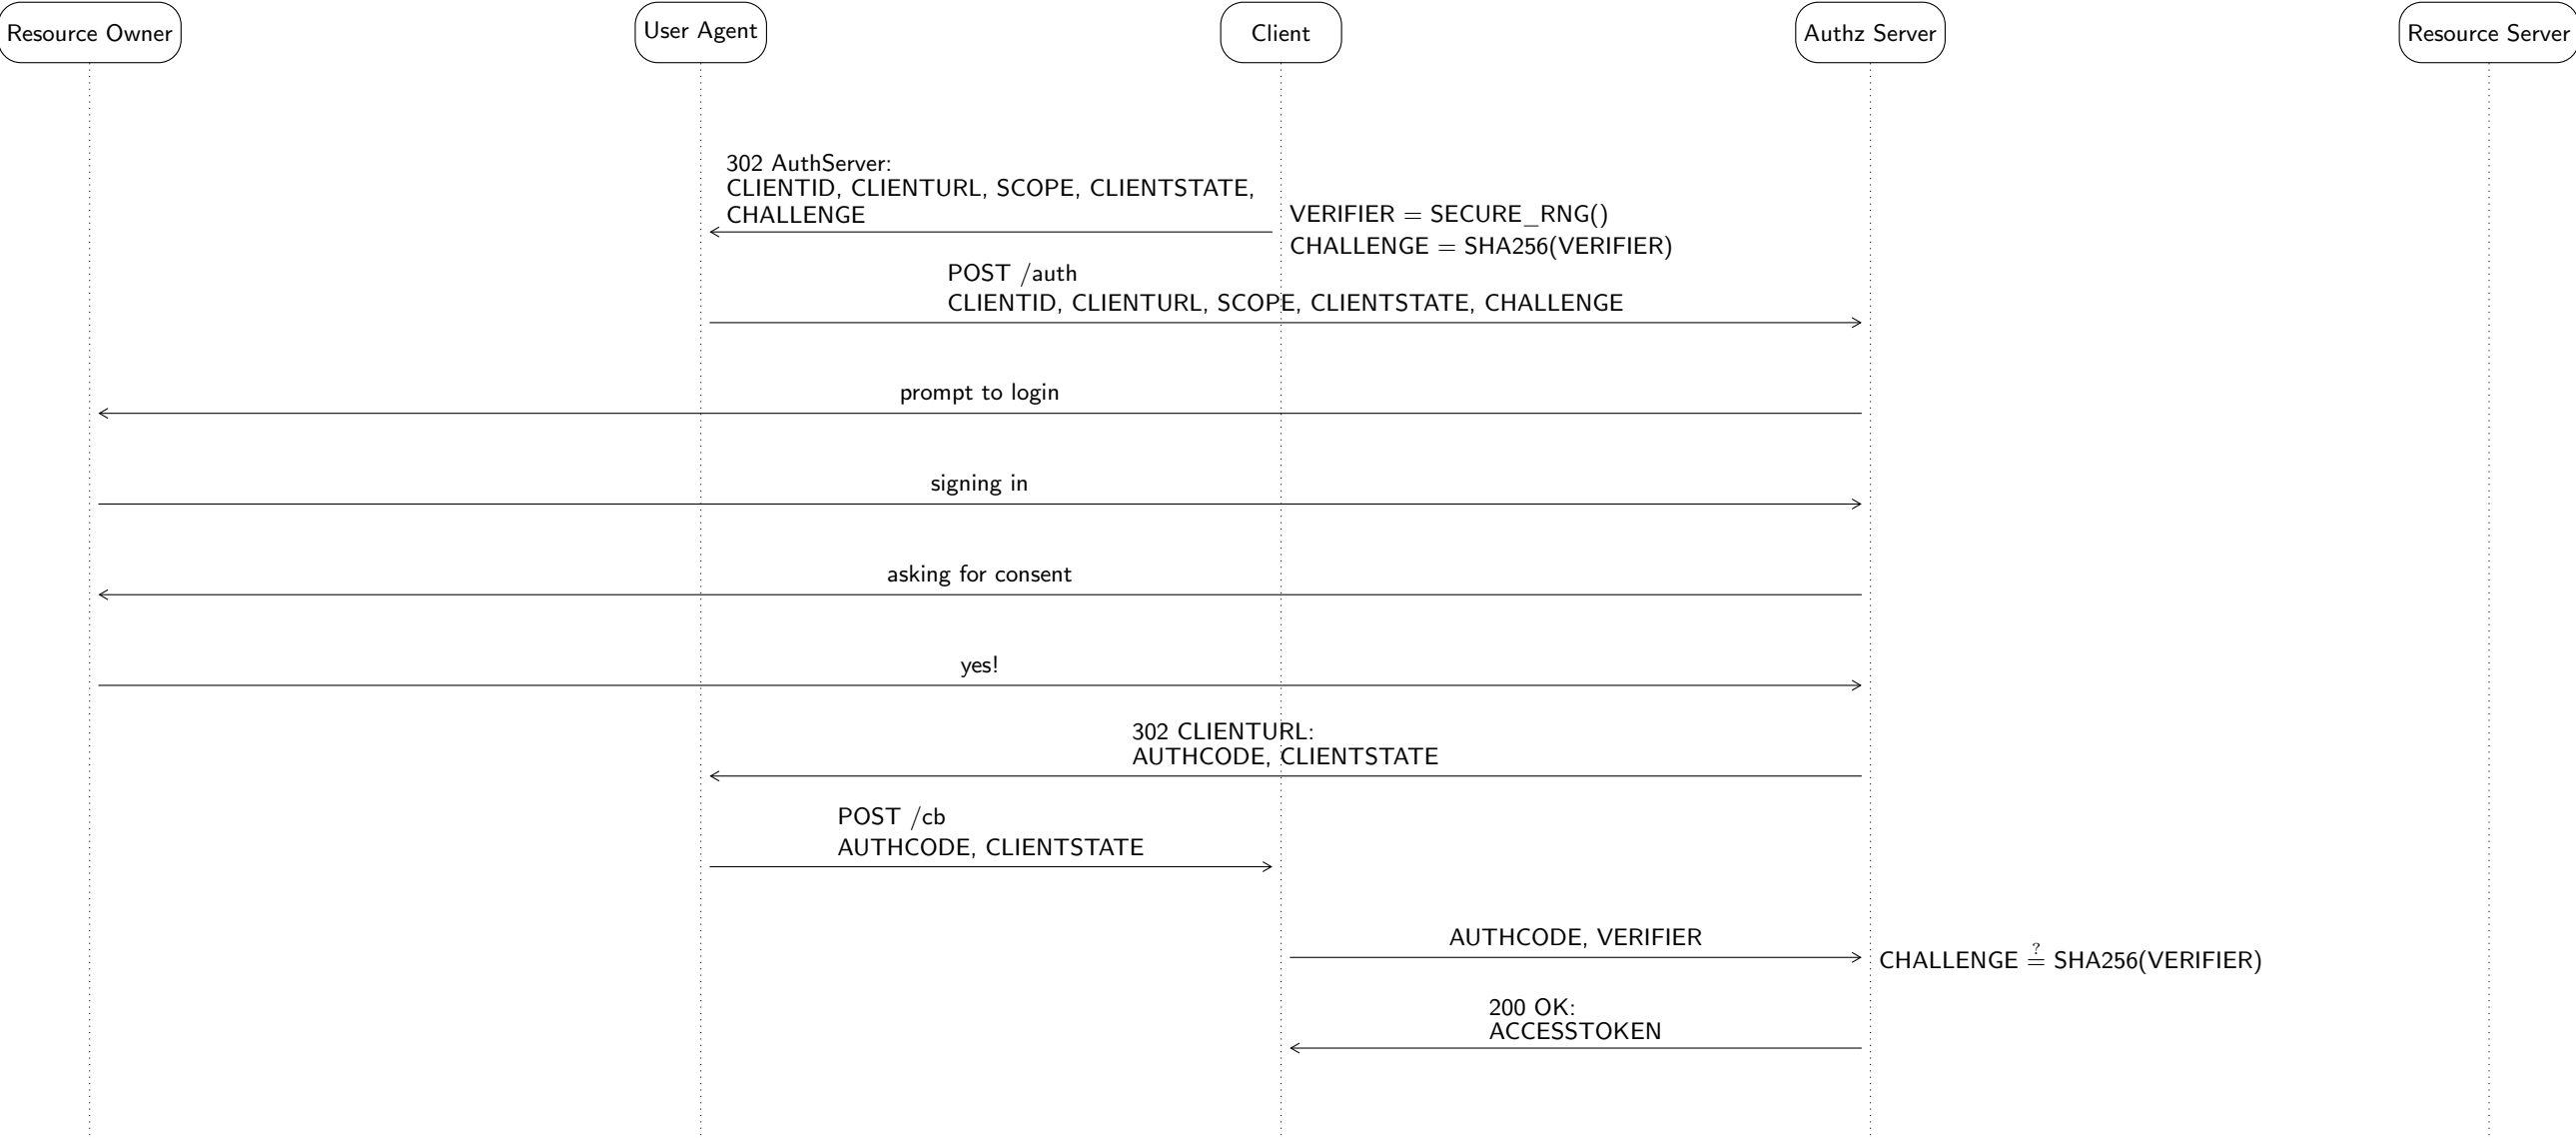 Resource Owner
User Agent
Client
Authz Server
Resource Server
302 AuthServer:
CLIENTID, CLIENTURL, SCOPE, CLIENTSTATE,
CHALLENGE
VERIFIER = SECURE_RNG()
CHALLENGE = SHA256(VERIFIER)
POST /auth
CLIENTID, CLIENTURL, SCOPE, CLIENTSTATE, CHALLENGE
prompt to login
signing in
asking for consent
yes!
302 CLIENTURL:
AUTHCODE, CLIENTSTATE
POST /cb
AUTHCODE, CLIENTSTATE
AUTHCODE, VERIFIER
CHALLENGE ≟ SHA256(VERIFIER)
200 OK:
ACCESSTOKEN